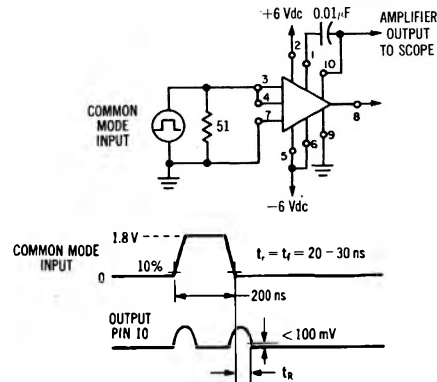 +6 Vdc
0.01μF
AMPLIFIER
OUTPUT
TO SCOPE
2
1
10
3
4
7
8
COMMON
MODE
INPUT
51
5
6
9
−6 Vdc
1.8 V
COMMON MODE
INPUT
tr = tf = 20 − 30 ns
10%
0
200 ns
OUTPUT
PIN 10
<100 mV
tR